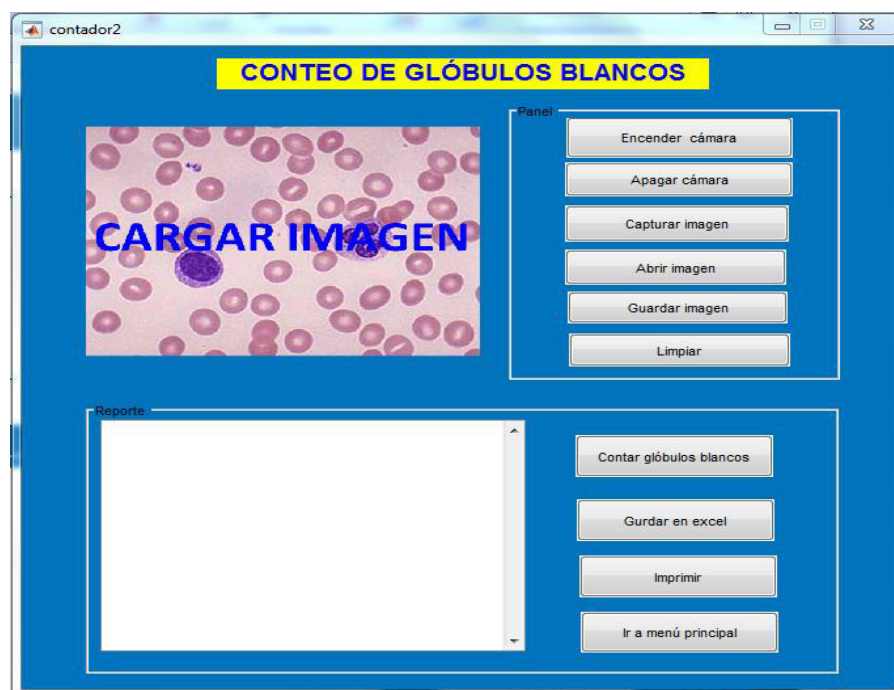 contador2
CONTEO DE GLÓBULOS BLANCOS
CARGAR IMAGEN
Panel
Encender cámara
Apagar cámara
Capturar imagen
Abrir imagen
Guardar imagen
Limpiar
Reporte
Contar glóbulos blancos
Gurdar en excel
Imprimir
Ir a menú principal